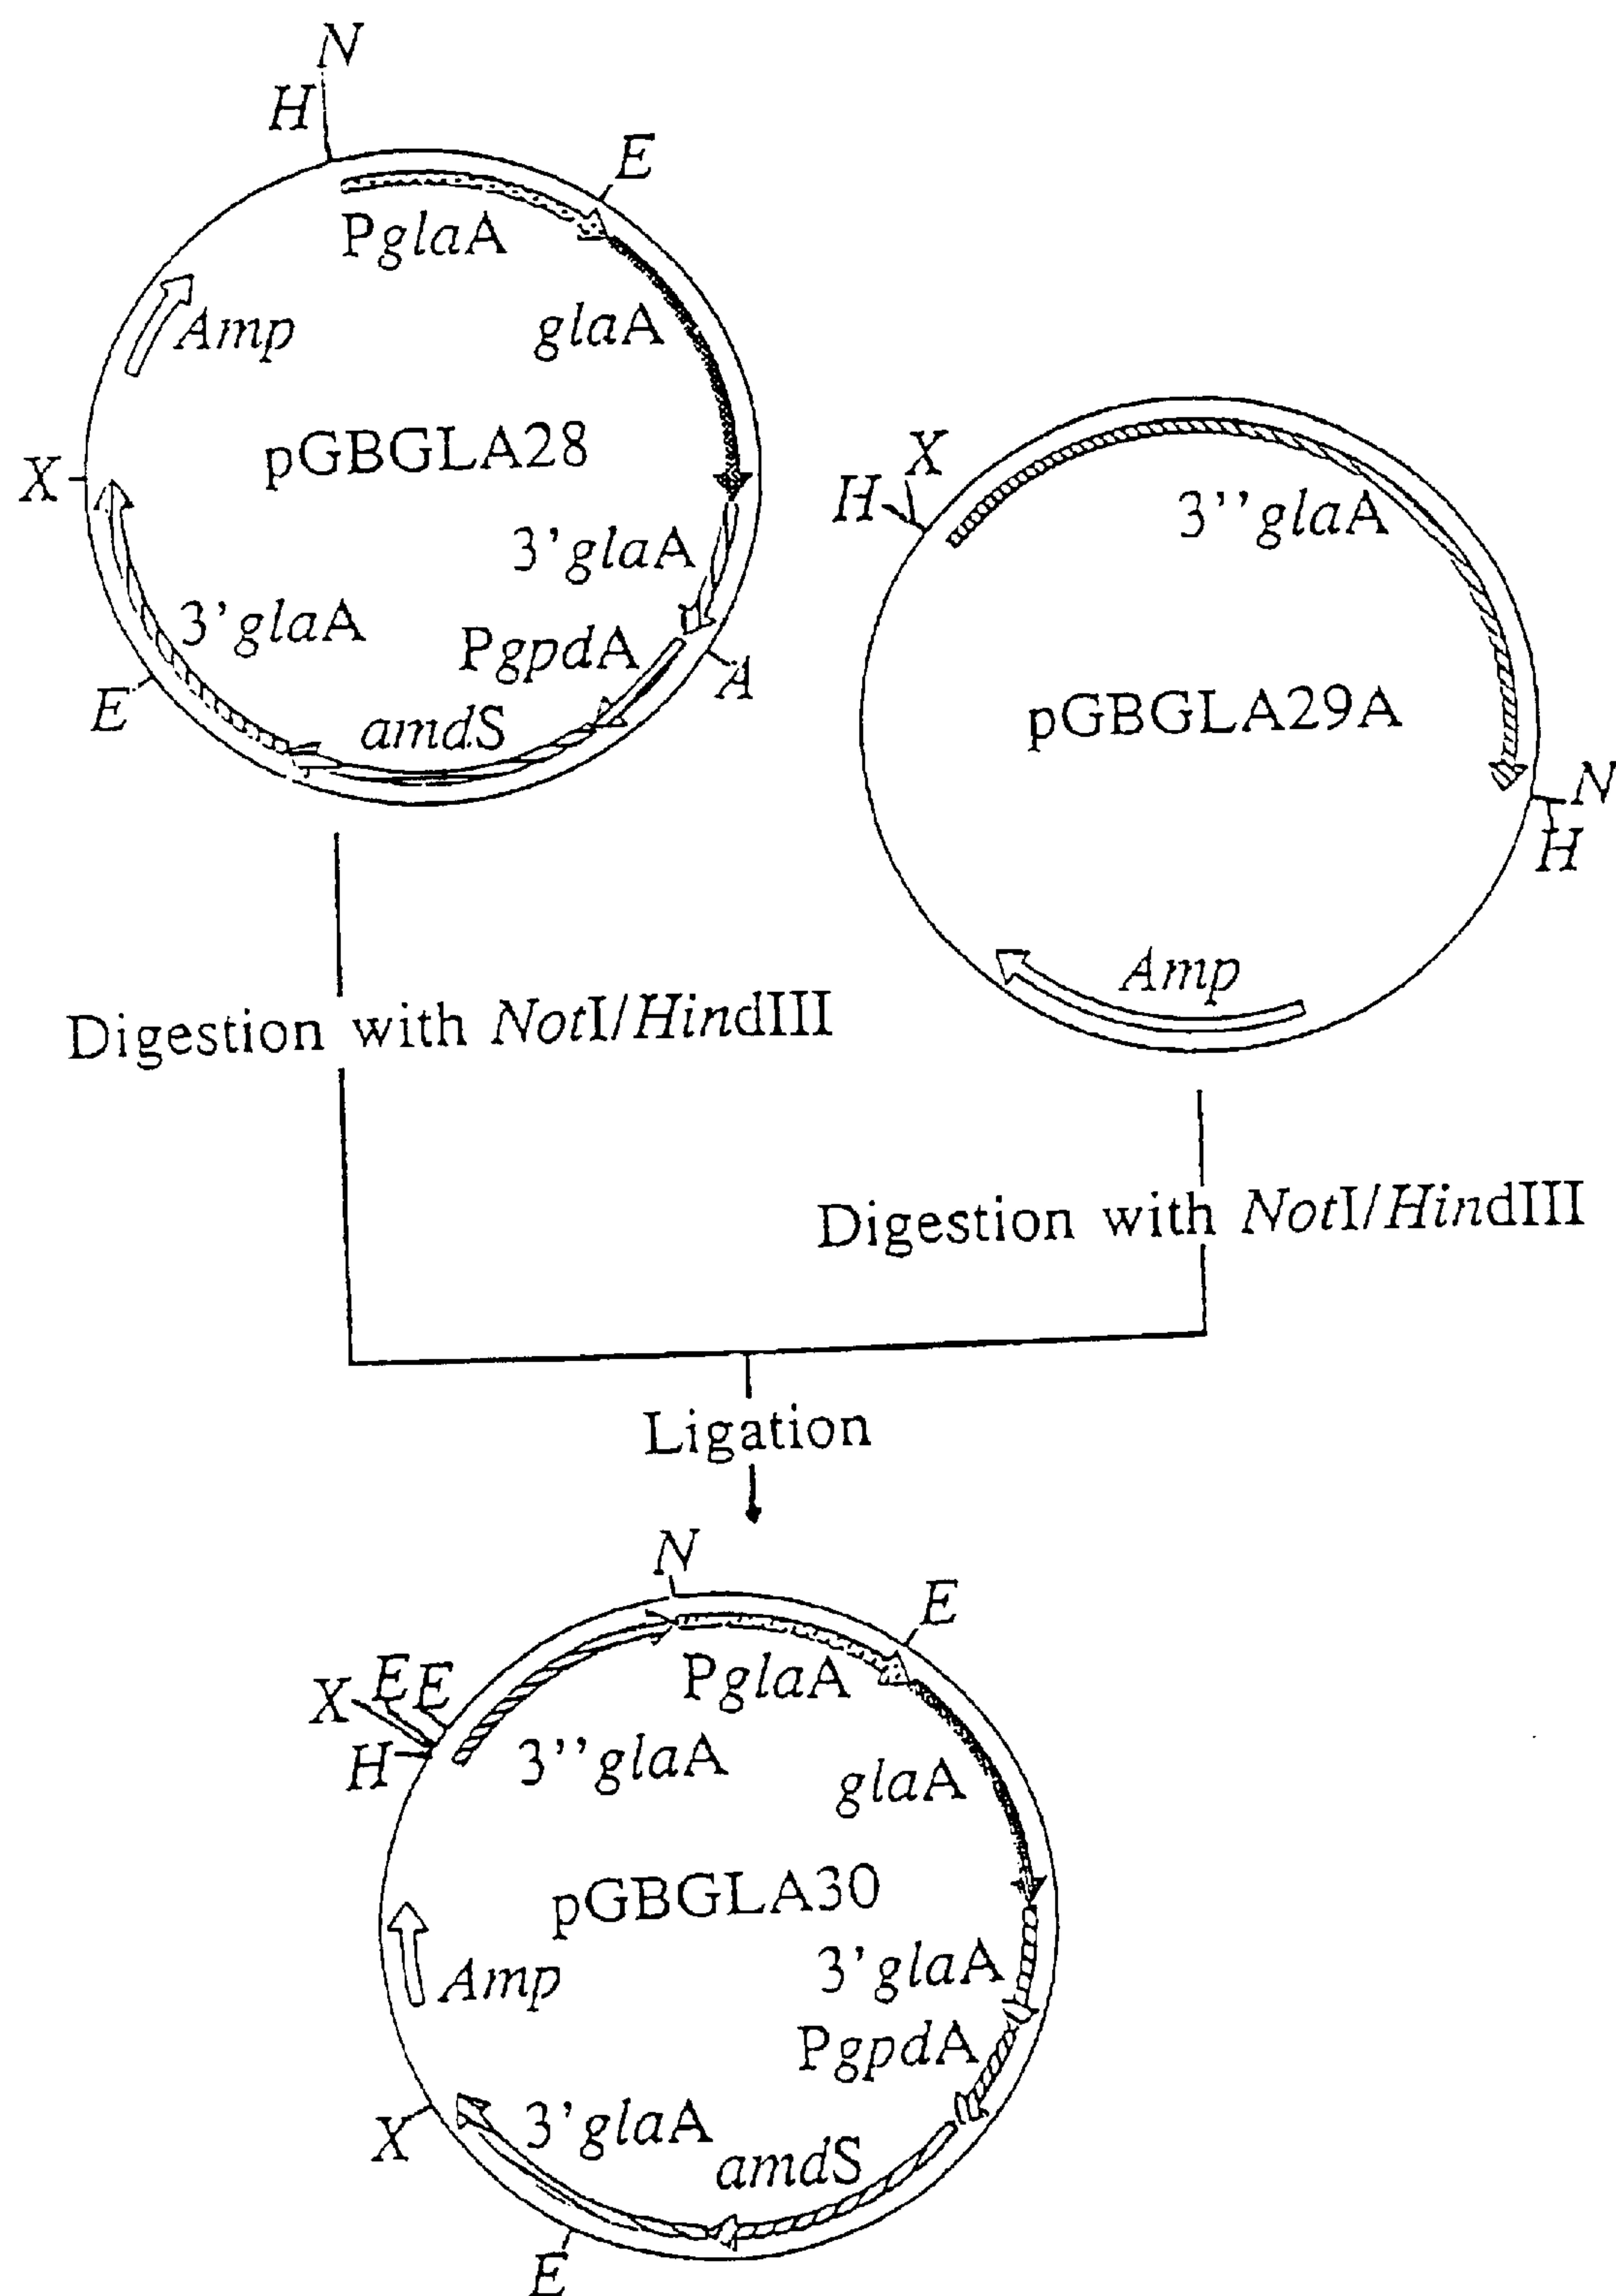 N
H
E
PglaA
Amp
glaA
pGBGLA28
X
3'glaA
3'glaA
PgpdA
A
E
amdS
X
H
3''glaA
pGBGLA29A
N
H
Amp
Digestion with NotI/HindIII
Digestion with NotI/HindIII
Ligation
N
E
X E E
H
PglaA
3''glaA
glaA
pGBGLA30
Amp
3'glaA
PgpdA
X
3'glaA
amdS
E